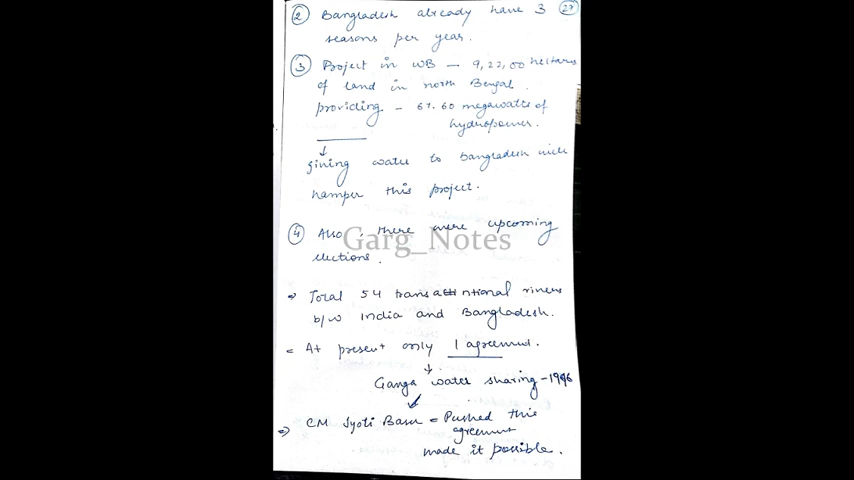 ② Bangladesh already have 3 (27)
seasons per year.
③ Project in WB – 9,22,00 hectares
of land in north Bengal.
providing – 67.60 megawatts of
hydropower.
↓
giving water to Bangladesh will
hamper this project.
④ Also, there were upcoming
elections.
Garg_Notes
⇒ Total 54 transnational rivers
b/w India and Bangladesh.
= At present only 1 agreement.
↓
Ganga water sharing – 1996
⇒ CM Jyoti Basu = Pushed this
agreement
made it possible.